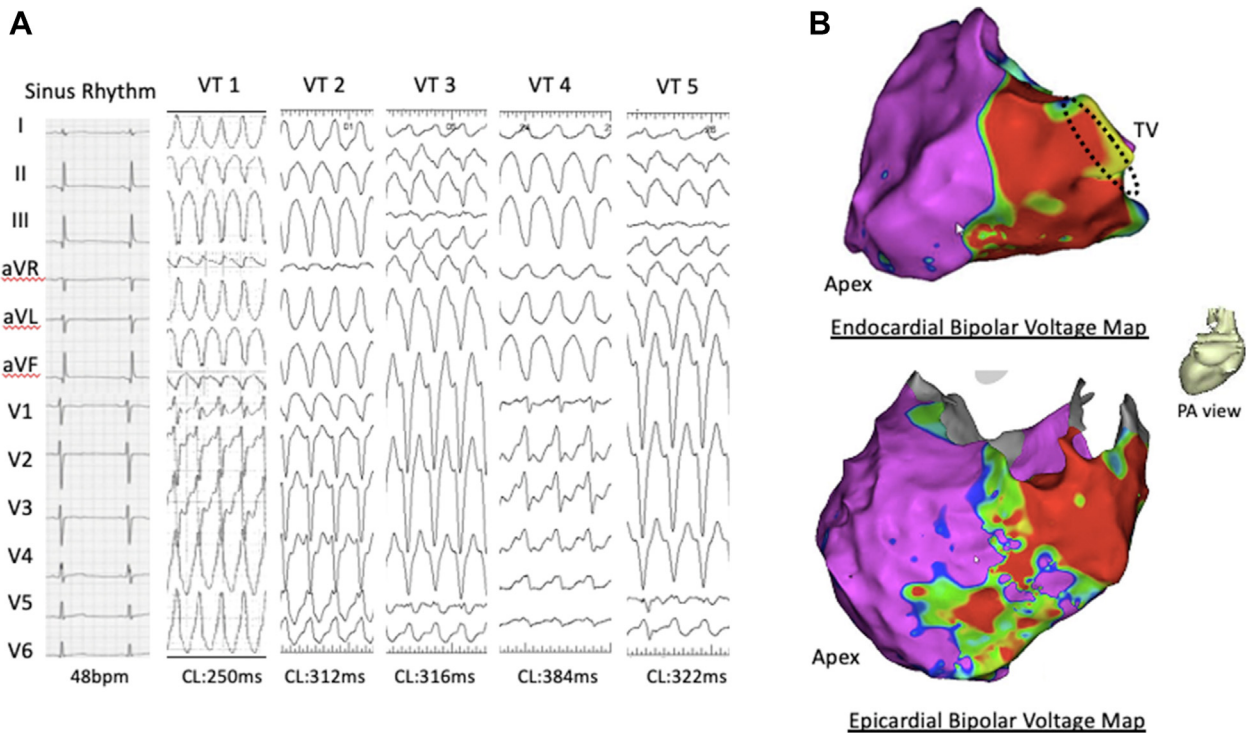 A
Sinus Rhythm
VT 1
VT 2
VT 3
VT 4
VT 5
I
II
III
aVR
aVL
aVF
V1
V2
V3
V4
V5
V6
48bpm
CL:250ms
CL:312ms
CL:316ms
CL:384ms
CL:322ms
B
TV
Apex
Endocardial Bipolar Voltage Map
PA view
Apex
Epicardial Bipolar Voltage Map